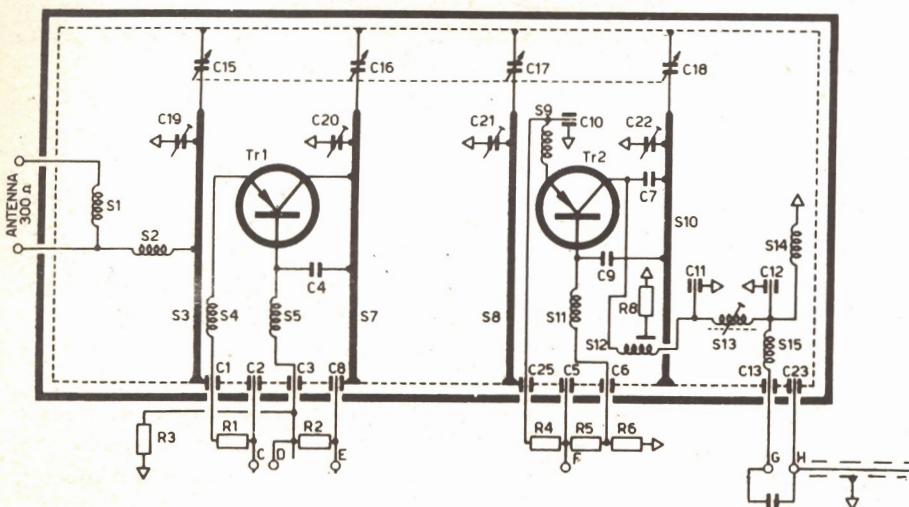 C15
C16
C17
C18
C19
C20
C21
S9
C10
C22
Tr1
Tr2
C7
ANTENNA
300 Ω
S1
S2
S10
S14
C4
C9
C11
C12
S3
S4
S5
S7
S8
S11
R8
S12
S13
S15
C1
C2
C3
C8
C25
C5
C6
C13
C23
R3
R1
R2
R4
R5
R6
C
D
E
F
G
H